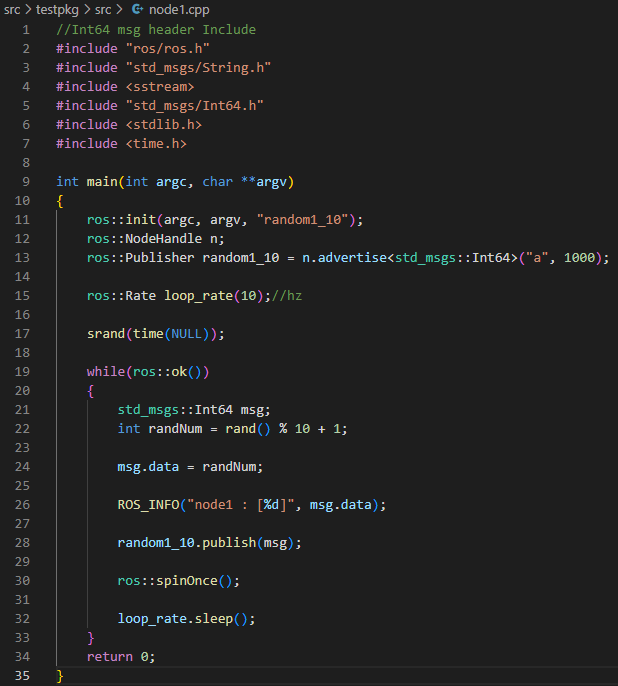 src > testpkg > src > node1.cpp
1 //Int64 msg header Include
2 #include "ros/ros.h"
3 #include "std_msgs/String.h"
4 #include <sstream>
5 #include "std_msgs/Int64.h"
6 #include <stdlib.h>
7 #include <time.h>
8
9 int main(int argc, char **argv)
10 {
11     ros::init(argc, argv, "random1_10");
12     ros::NodeHandle n;
13     ros::Publisher random1_10 = n.advertise<std_msgs::Int64>("a", 1000);
14
15     ros::Rate loop_rate(10);//hz
16
17     srand(time(NULL));
18
19     while(ros::ok())
20     {
21         std_msgs::Int64 msg;
22         int randNum = rand() % 10 + 1;
23
24         msg.data = randNum;
25
26         ROS_INFO("node1 : [%d]", msg.data);
27
28         random1_10.publish(msg);
29
30         ros::spinOnce();
31
32         loop_rate.sleep();
33     }
34     return 0;
35 }